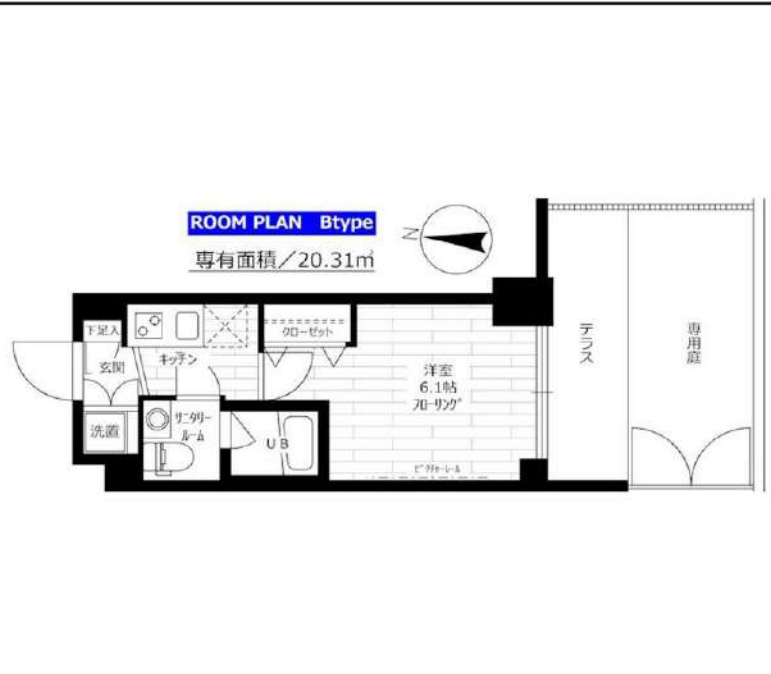 ROOM PLAN Btype
専有面積／20.31㎡
N
下足入
玄関
キッチン
クローゼット
洋室
6.1帖
フローリング
テラス
専用庭
洗置
サニタリー
ルーム
UB
ピクチャーレール